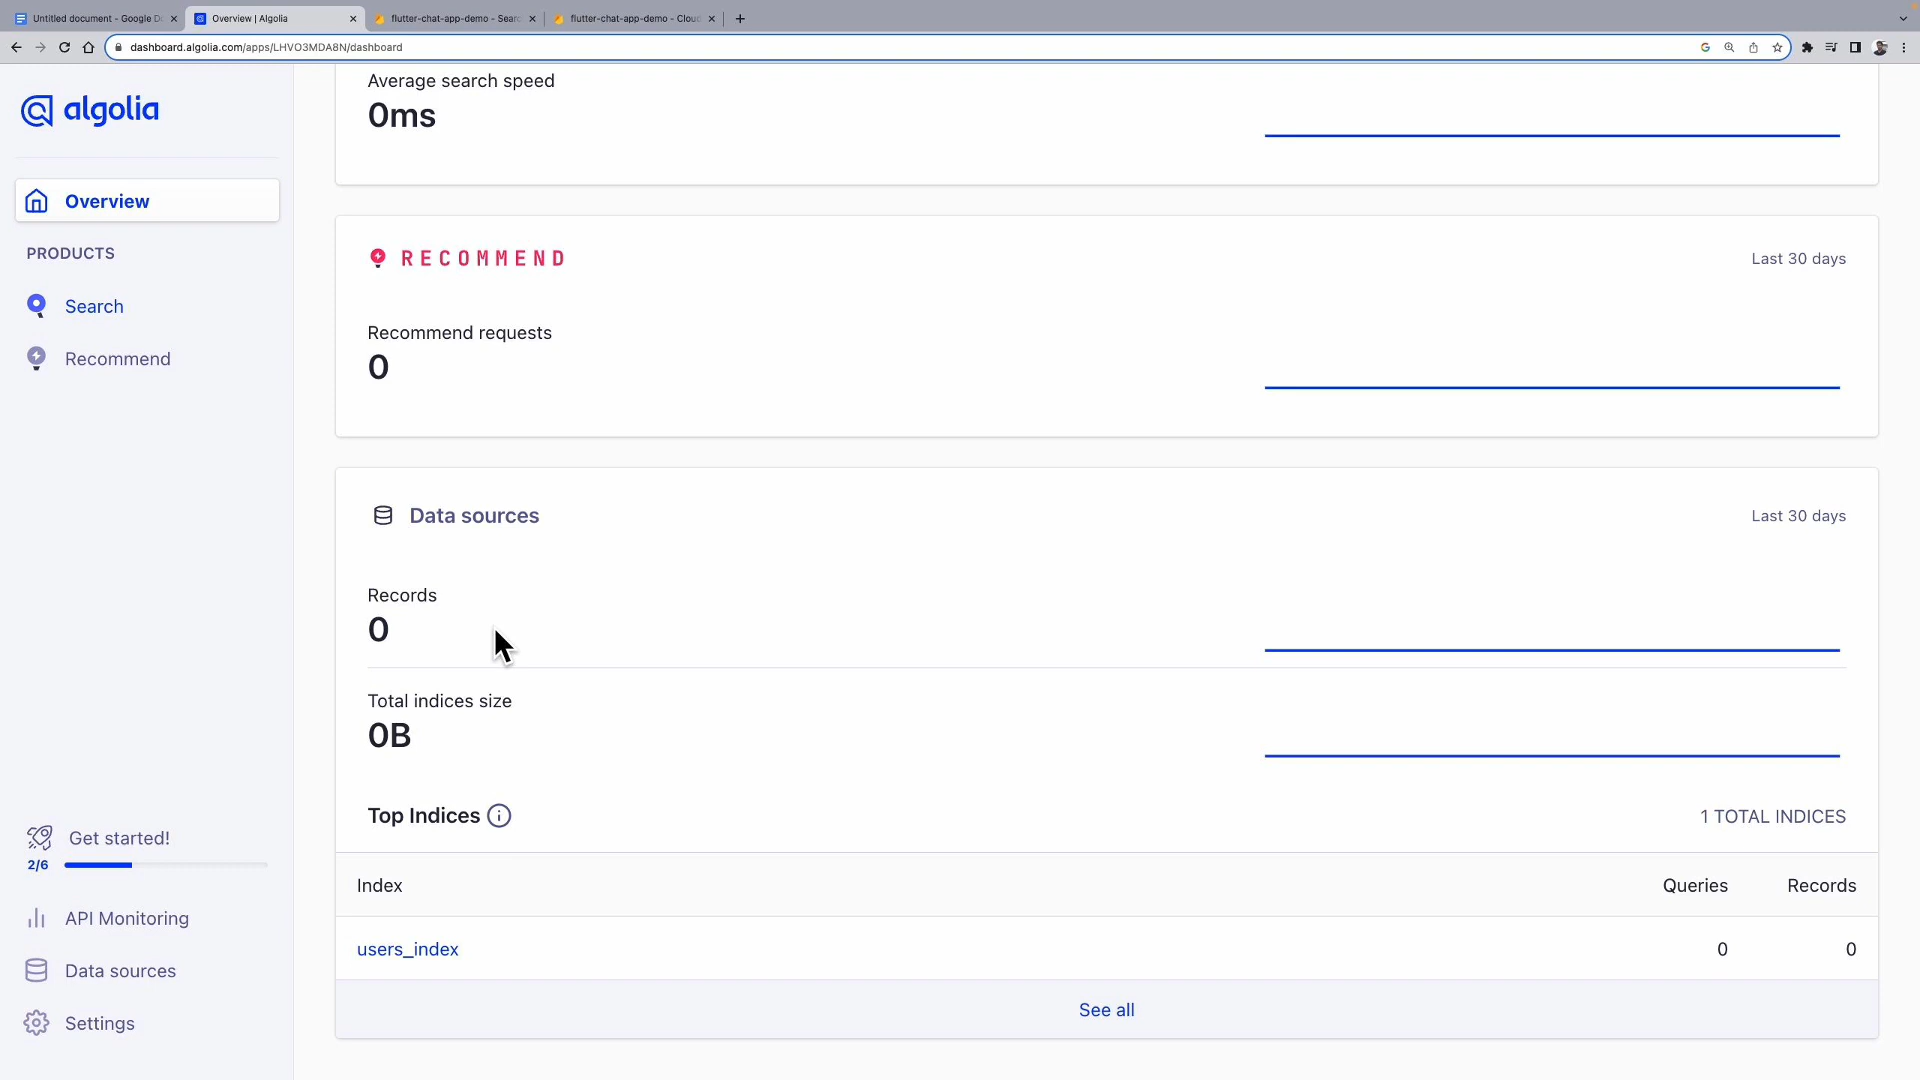 Untitled document - Google D
Overview | Algolia
flutter-chat-app-demo - Sear
flutter-chat-app-demo - Clou
dashboard.algolia.com/apps/LHVO3MDA8N/dashboard
algolia
Overview
PRODUCTS
Search
Recommend
Get started!
2/6
API Monitoring
Data sources
Settings
Average search speed
0ms
RECOMMEND
Last 30 days
Recommend requests
0
Data sources
Last 30 days
Records
0
Total indices size
0B
Top Indices
1 TOTAL INDICES
Index Queries Records
users_index 0 0
See all